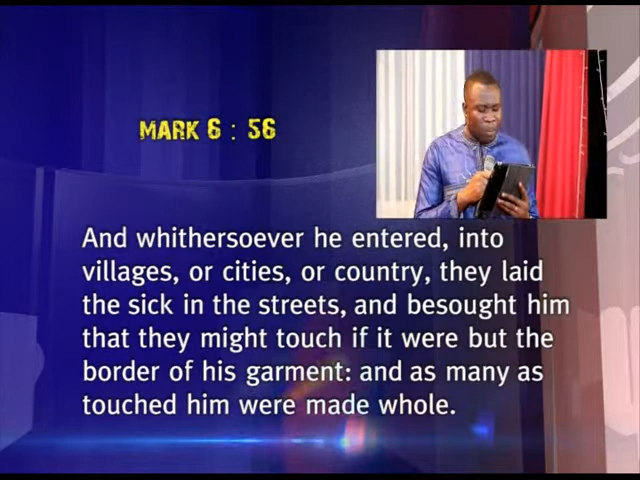 MARK 6 : 56
And whithersoever he entered, into
villages, or cities, or country, they laid
the sick in the streets, and besought him
that they might touch if it were but the
border of his garment: and as many as
touched him were made whole.